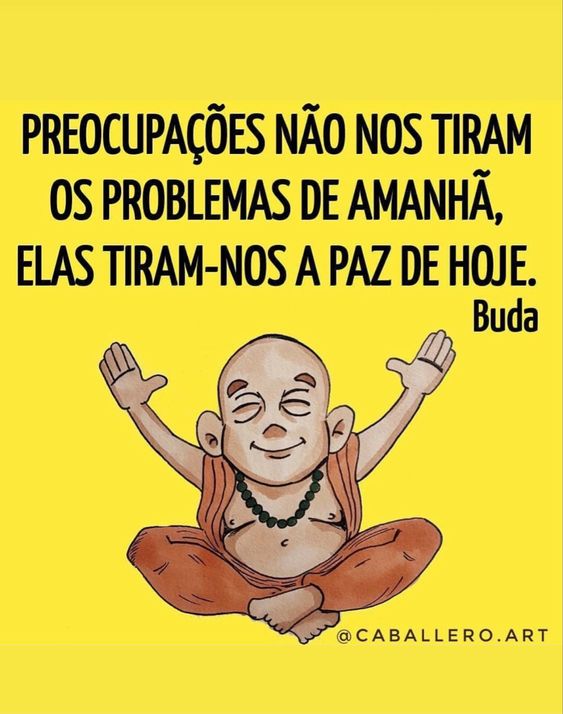 PREOCUPAÇÕES NÃO NOS TIRAM
OS PROBLEMAS DE AMANHÃ,
ELAS TIRAM-NOS A PAZ DE HOJE.
Buda
@CABALLERO.ART